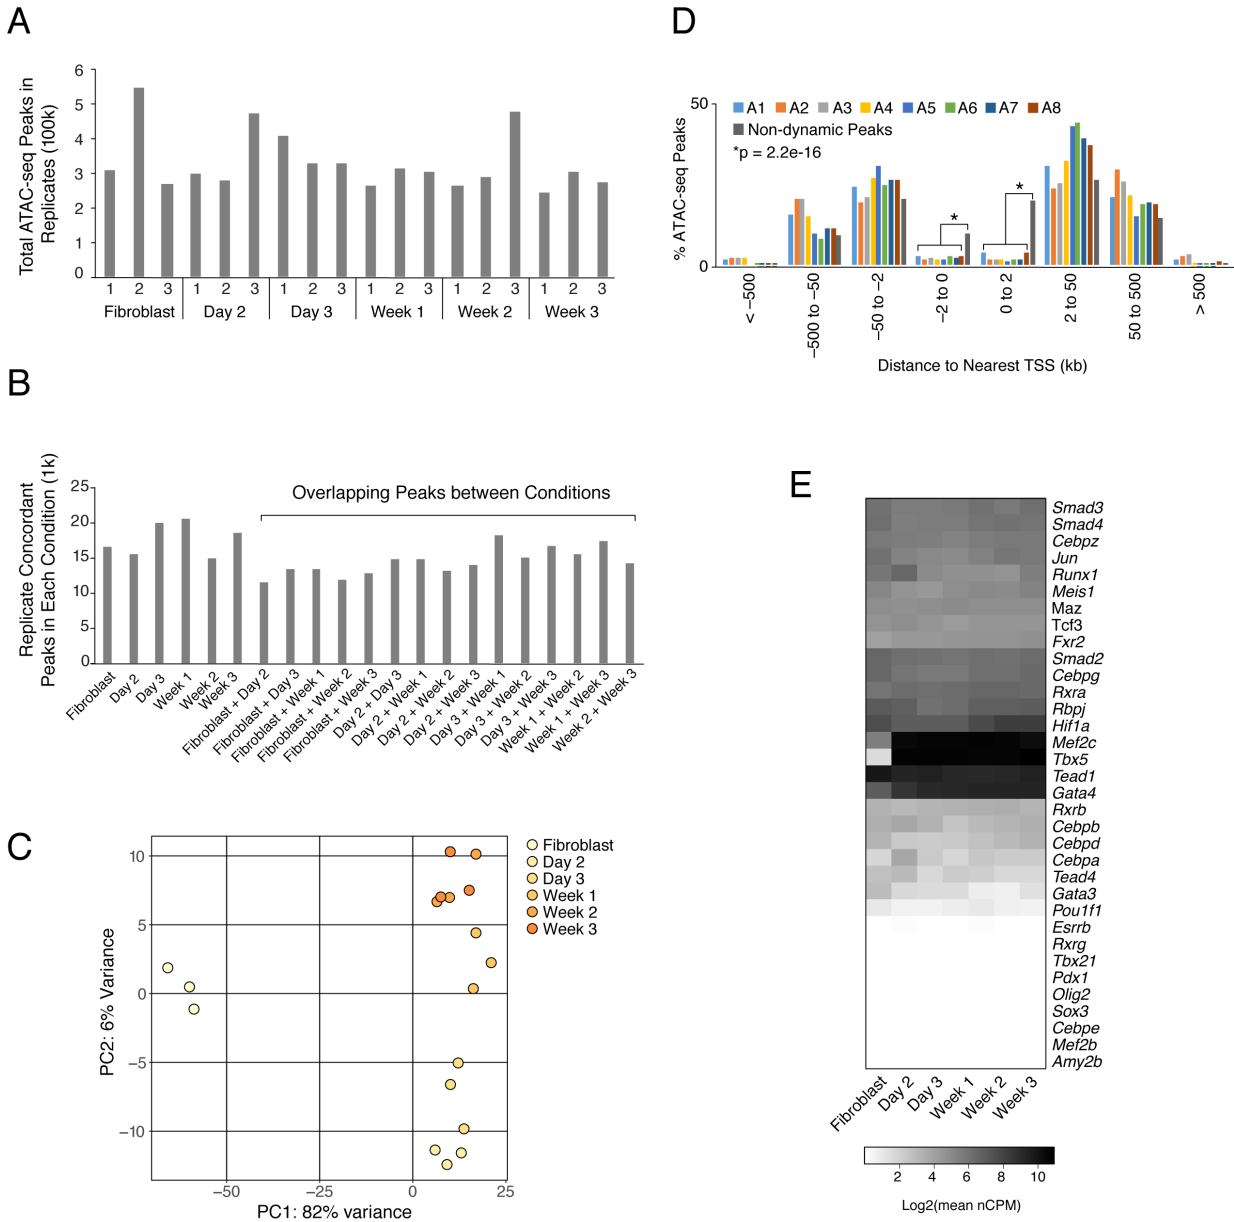 A
Total ATAC-seq Peaks in
Replicates (100k)
6
5
4
3
2
1
0
1 2 3 1 2 3 1 2 3 1 2 3 1 2 3 1 2 3
Fibroblast Day 2 Day 3 Week 1 Week 2 Week 3
B
Replicate Concordant
Peaks in Each Condition (1k)
25
20
15
10
5
0
Overlapping Peaks between Conditions
Fibroblast
Day 2
Day 3
Week 1
Week 2
Week 3
Fibroblast + Day 2
Fibroblast + Day 3
Fibroblast + Week 1
Fibroblast + Week 2
Fibroblast + Week 3
Day 2 + Day 3
Day 2 + Week 1
Day 2 + Week 2
Day 2 + Week 3
Day 3 + Week 1
Day 3 + Week 2
Day 3 + Week 3
Week 1 + Week 2
Week 1 + Week 3
Week 2 + Week 3
C
PC2: 6% Variance
10
5
0
−5
−10
−50 −25 0 25
PC1: 82% variance
Fibroblast
Day 2
Day 3
Week 1
Week 2
Week 3
D
% ATAC-seq Peaks
50
0
A1 A2 A3 A4 A5 A6 A7 A8
Non-dynamic Peaks
*p = 2.2e-16
*
*
< −500
−500 to −50
−50 to −2
−2 to 0
0 to 2
2 to 50
50 to 500
> 500
Distance to Nearest TSS (kb)
E
Smad3
Smad4
Cebpz
Jun
Runx1
Meis1
Maz
Tcf3
Fxr2
Smad2
Cebpg
Rxra
Rbpj
Hif1a
Mef2c
Tbx5
Tead1
Gata4
Rxrb
Cebpb
Cebpd
Cebpa
Tead4
Gata3
Pou1f1
Esrrb
Rxrg
Tbx21
Pdx1
Olig2
Sox3
Cebpe
Mef2b
Amy2b
Fibroblast
Day 2
Day 3
Week 1
Week 2
Week 3
2 4 6 8 10
Log2(mean nCPM)